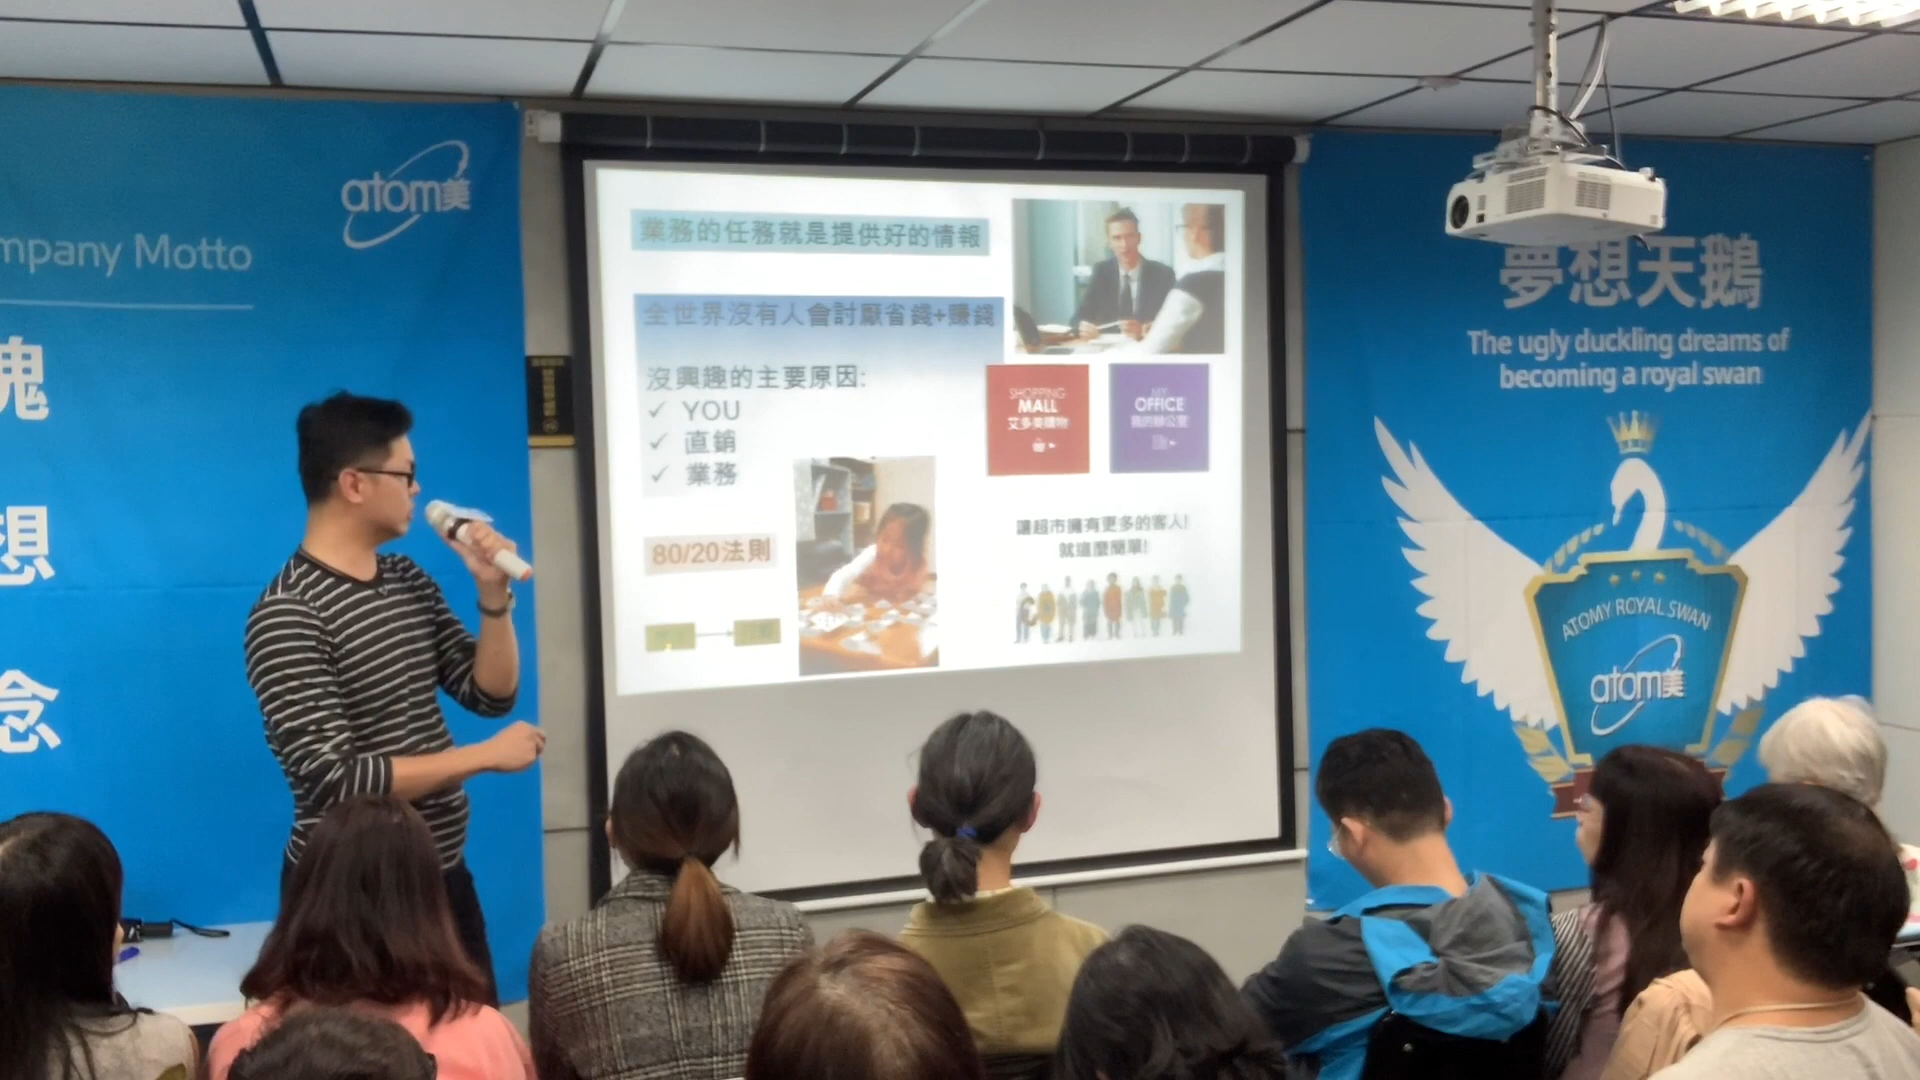 atom美
mpany Motto
想
念
業務的任務就是提供好的情報
全世界沒有人會討厭省錢+賺錢
沒興趣的主要原因:
✓ YOU
✓ 直銷
✓ 業務
80/20法則
SHOPPING
MALL
艾多美購物
MY
OFFICE
我的辦公室
讓超市擁有更多的客人!
就這麼簡單!
夢想天鵝
The ugly duckling dreams of
becoming a royal swan
ATOMY ROYAL SWAN
atom美